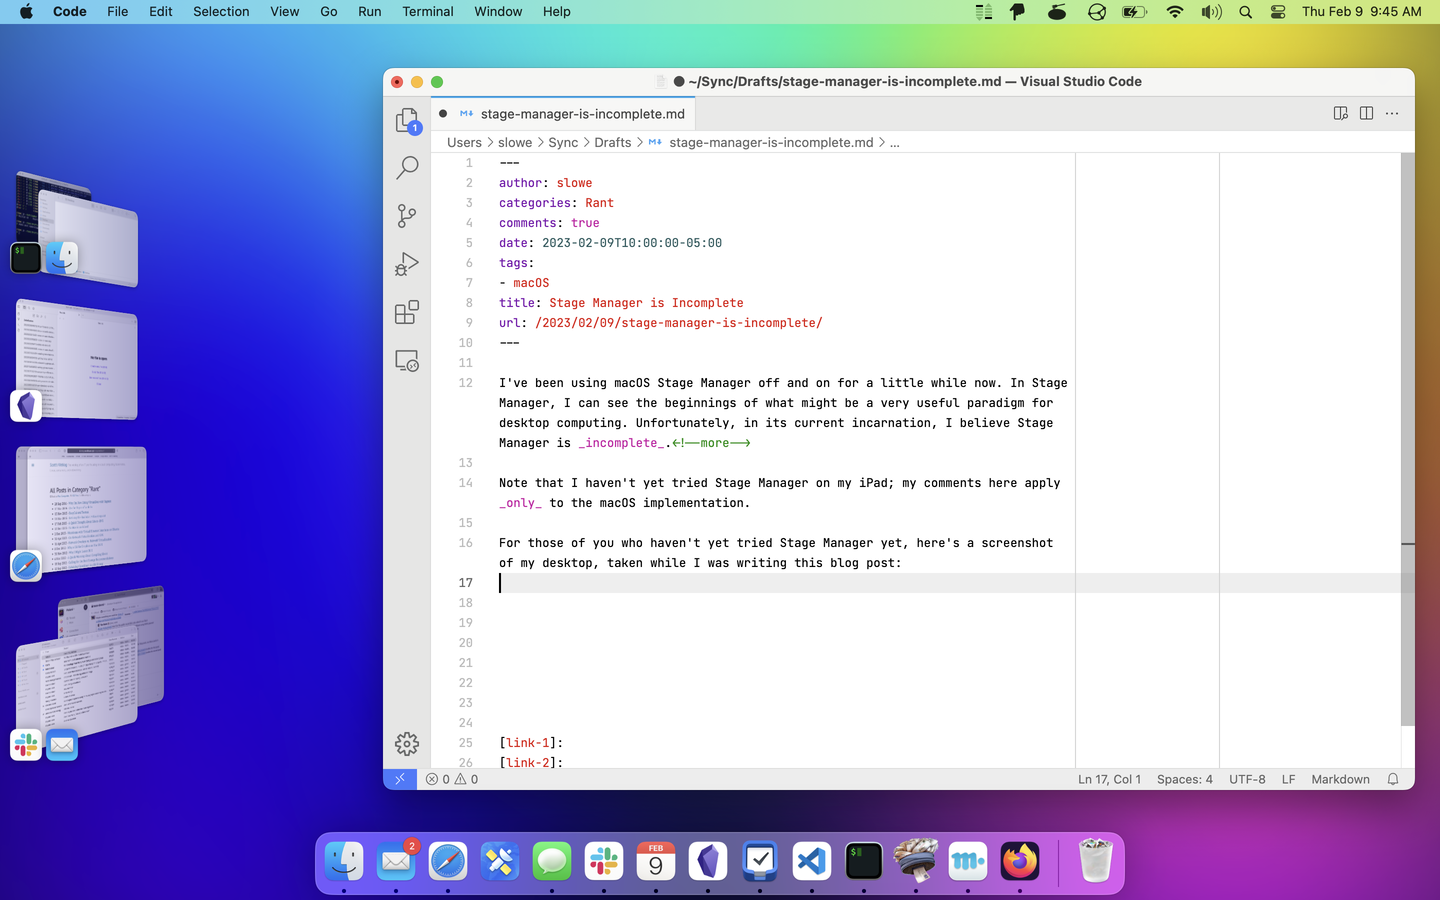 Code File Edit Selection View Go Run Terminal Window Help Thu Feb 9 9:45 AM
~/Sync/Drafts/stage-manager-is-incomplete.md — Visual Studio Code
1
stage-manager-is-incomplete.md
Users > slowe > Sync > Drafts > stage-manager-is-incomplete.md > ...
1 ---
2 author: slowe
3 categories: Rant
4 comments: true
5 date: 2023-02-09T10:00:00-05:00
6 tags:
7 - macOS
8 title: Stage Manager is Incomplete
9 url: /2023/02/09/stage-manager-is-incomplete/
10 ---
11
12 I've been using macOS Stage Manager off and on for a little while now. In Stage
Manager, I can see the beginnings of what might be a very useful paradigm for
desktop computing. Unfortunately, in its current incarnation, I believe Stage
Manager is _incomplete_.<!--more-->
13
14 Note that I haven't yet tried Stage Manager on my iPad; my comments here apply
_only_ to the macOS implementation.
15
16 For those of you who haven't yet tried Stage Manager yet, here's a screenshot
of my desktop, taken while I was writing this blog post:
17
18
19
20
21
22
23
24
25 [link-1]:
26 [link-2]:
0 0 Ln 17, Col 1 Spaces: 4 UTF-8 LF Markdown
All Posts in Category "Rant"
2
FEB
9